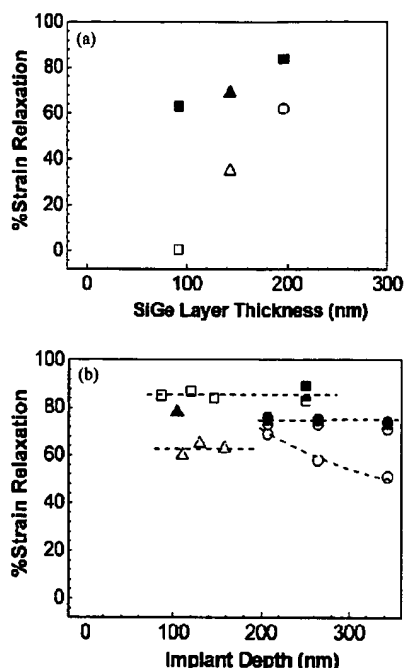 (a)
%Strain Relaxation
100
80
60
40
20
0
0 100 200 300
SiGe Layer Thickness (nm)
(b)
%Strain Relaxation
100
80
60
40
20
0
0 100 200 300
Implant Depth (nm)